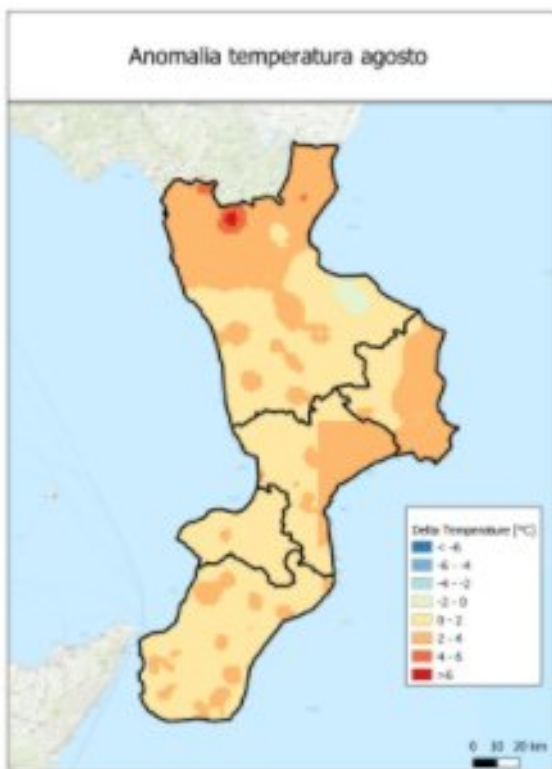 Anomalia temperatura agosto
Delta Temperature [°C]
< -6
-6 - -4
-4 - -2
-2 - 0
0 - 2
2 - 4
4 - 6
>6
0 10 20 km